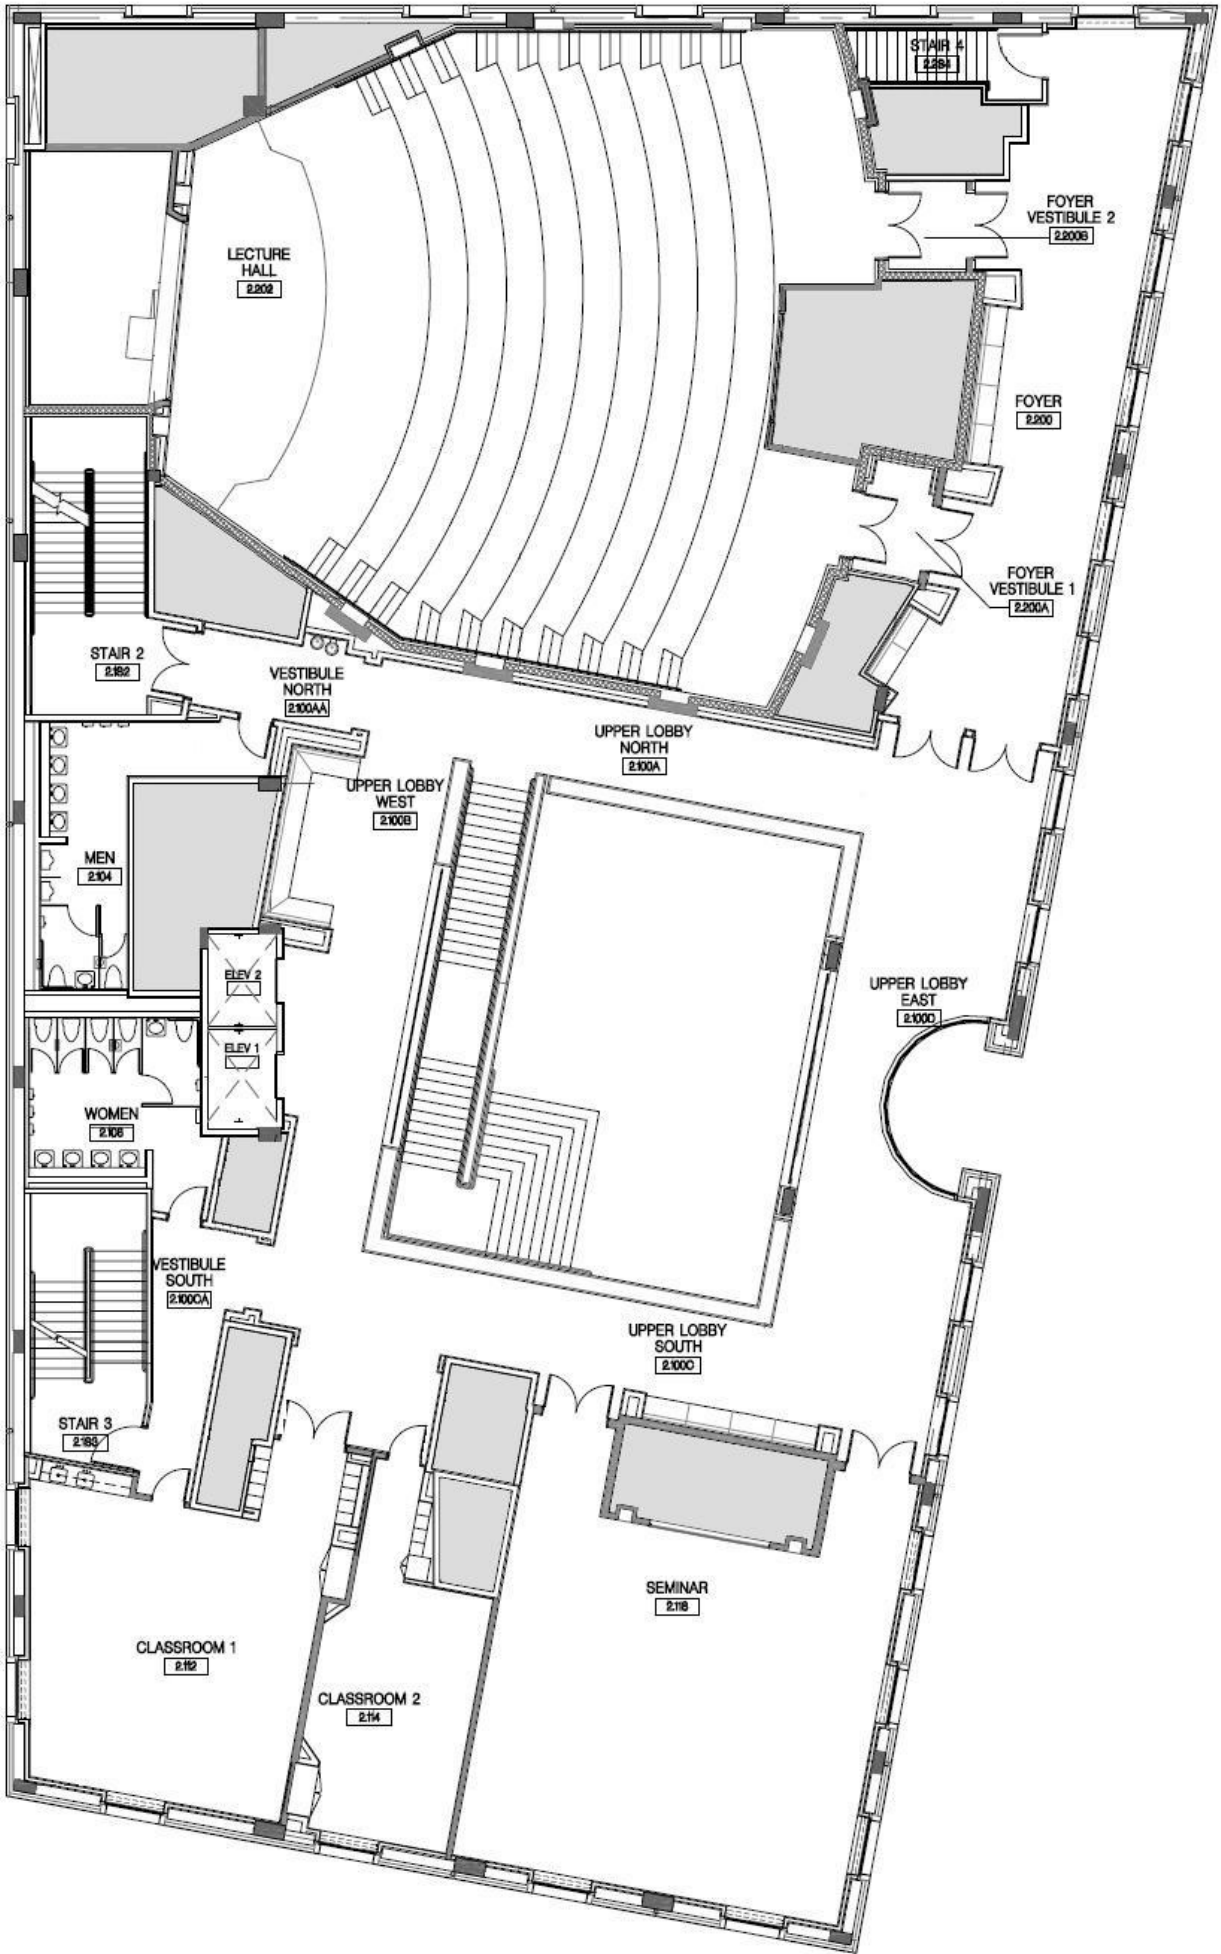 STAIR 4
2.284
FOYER
VESTIBULE 2
2.200B
LECTURE
HALL
2.202
FOYER
2.200
FOYER
VESTIBULE 1
2.200A
STAIR 2
2.182
VESTIBULE
NORTH
2.100AA
UPPER LOBBY
NORTH
2.100A
UPPER LOBBY
WEST
2.100B
MEN
2.104
ELEV 2
UPPER LOBBY
EAST
2.100D
ELEV 1
WOMEN
2.106
VESTIBULE
SOUTH
2.100CA
UPPER LOBBY
SOUTH
2.100C
STAIR 3
2.183
SEMINAR
2.118
CLASSROOM 1
2.112
CLASSROOM 2
2.114